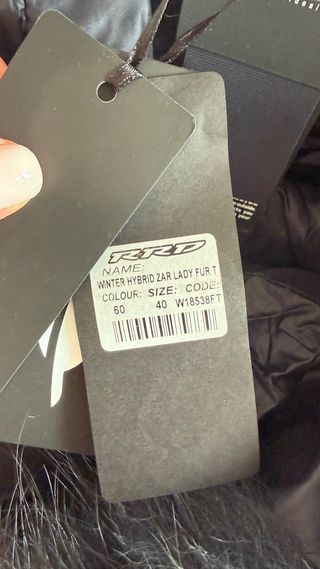 RRD
NAME:
WINTER HYBRID ZAR LADY FUR T
COLOUR: SIZE: CODE:
60 40 W18538FT